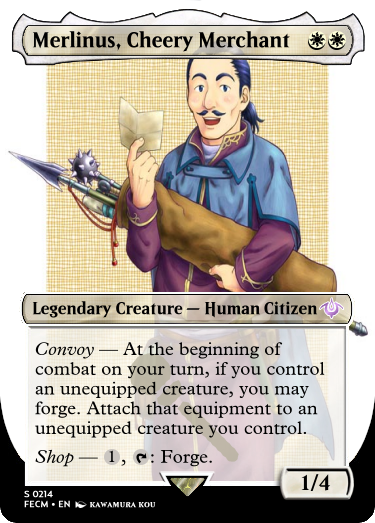 Merlinus, Cheery Merchant
Legendary Creature — Human Citizen
Convoy — At the beginning of
combat on your turn, if you control
an unequipped creature, you may
forge. Attach that equipment to an
unequipped creature you control.
Shop — 1, : Forge.
1/4
S 0214
FECM • EN KAWAMURA KOU